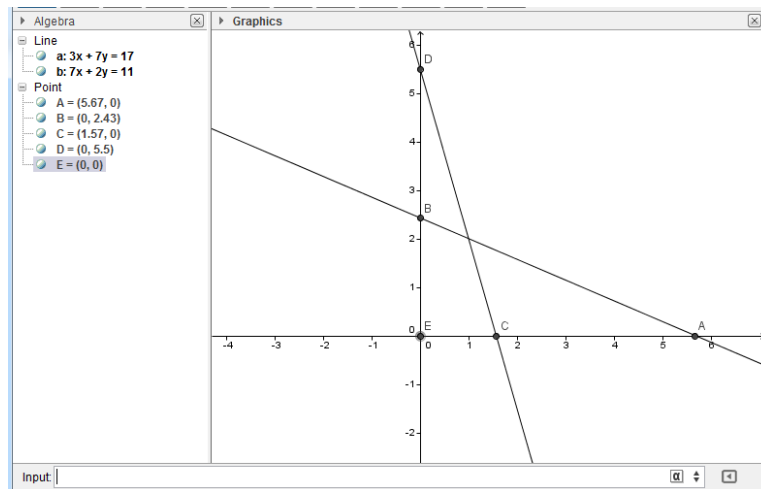 Algebra
Line
a: 3x + 7y = 17
b: 7x + 2y = 11
Point
A = (5.67, 0)
B = (0, 2.43)
C = (1.57, 0)
D = (0, 5.5)
E = (0, 0)
Graphics
6
D
5
4
3
B
2
1
0
E
C
A
-4
-3
-2
-1
0
1
2
3
4
5
6
-1
-2
Input:
α